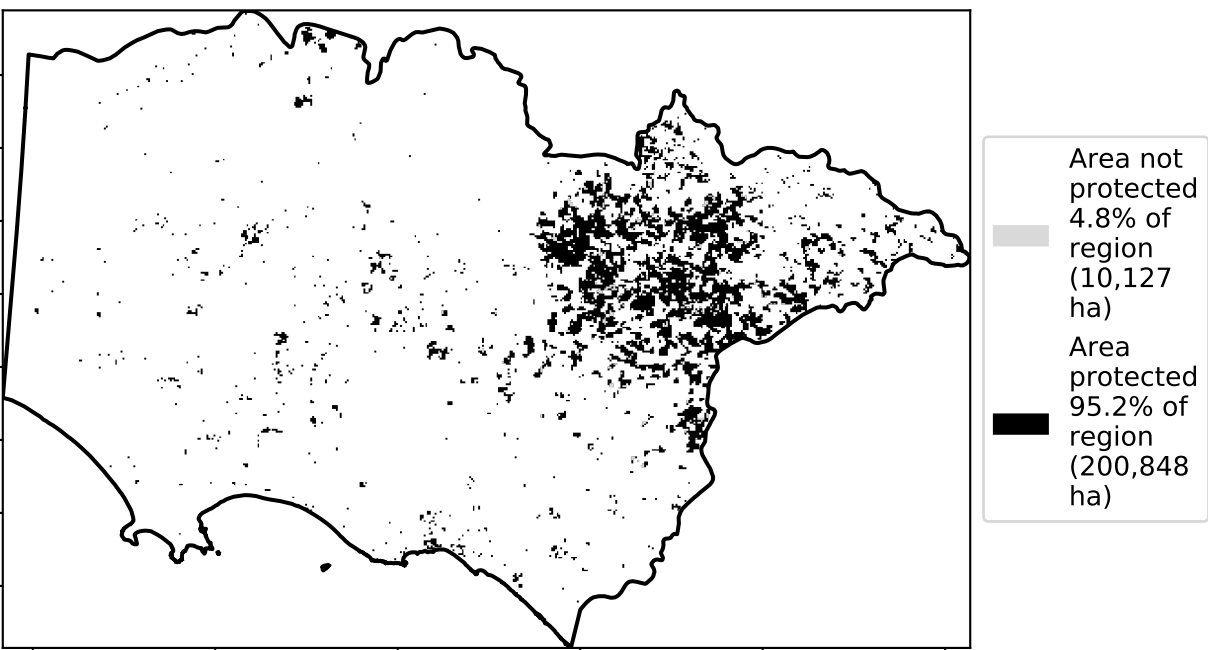 Area not
protected
4.8% of
region
(10,127
ha)
Area
protected
95.2% of
region
(200,848
ha)